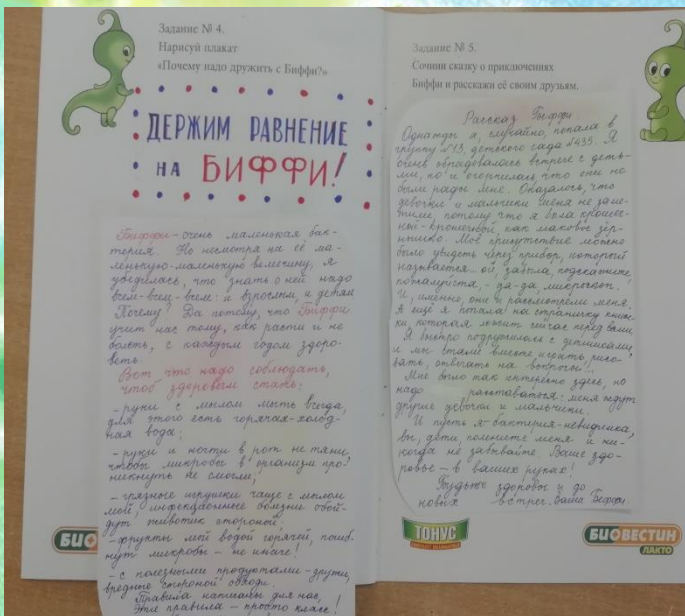 Задание № 4.
Нарисуй плакат
«Почему надо дружить с Биффи?»
ДЕРЖИМ РАВНЕНИЕ
НА БИФФИ!
Биффи - очень маленькая бак-
терия. Но несмотря на её ма-
ленькую-маленькую величину, я
убедилась, что знать о ней надо
всем-всем-всем: и взрослым, и детям
Почему? Да потому, что Биффи
учит нас тому, как расти и не
болеть, с каждым годом здоро-
веть.
Вот что надо соблюдать,
чтоб здоровым стать:
- руки с мылом мыть всегда,
для этого есть горячая-холод-
ная вода;
- руки и ногти в рот не тяни,
чтобы микробы в организм про-
никнуть не смогли;
- грязные игрушки чаще с мылом
мой, инфекционные болезни обой-
дут животик стороной;
- фрукты мой водой горячей, погиб-
нут микробы - не иначе!
- с полезными продуктами - дружи,
вредные стороной обходи.
Правила написаны для нас,
Эти правила - просто класс!
БИО
Задание № 5.
Сочини сказку о приключениях
Биффи и расскажи её своим друзьям.
Рассказ Биффи
Однажды я, случайно, попала в
группу №13, детского сада №435. Я
очень обрадовалась встрече с деть-
ми, но и огорчилась, что они не
были рады мне. Оказалось, что
девочки и мальчики меня не заме-
тили, потому что я была крошеч-
ной-крошечной, как маковое зёр-
нышко. Моё присутствие можно
было увидеть через прибор, который
называется - ой, забыла, подскажите,
пожалуйста, - да-да, микроскоп.
И, именно, они и рассмотрели меня.
А ещё я попала на страничку книж-
ки, которая лежит сейчас перед вами.
Я быстро подружилась с
и мы стали вместе играть, рисо-
вать, отвечать на вопросы!..
Мне было так интересно здесь, но
надо расставаться: меня ждут
другие девочки и мальчики.
И пусть я - бактерия-невидимка,
вы, дети, помните меня и ни-
когда не забывайте. Ваше здо-
ровье - в ваших руках!
Будьте здоровы и до
новых встреч. Ваша Биффи.
ТОНУС
БИОВЕСТИН
ЛАКТО